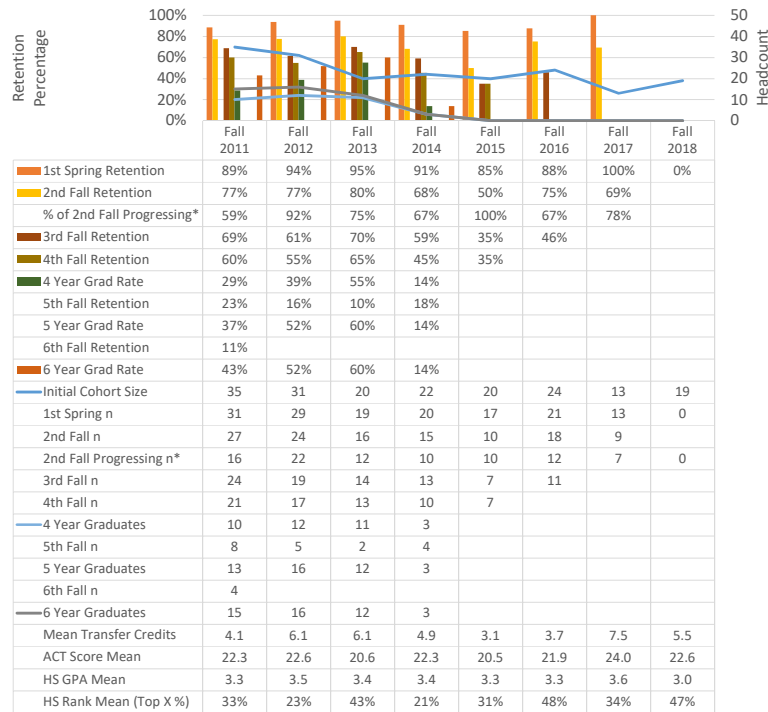 Retention
Percentage
100%
80%
60%
40%
20%
0%
50
40
30
20
10
0
Headcount
Fall 2011 Fall 2012 Fall 2013 Fall 2014 Fall 2015 Fall 2016 Fall 2017 Fall 2018
1st Spring Retention 89% 94% 95% 91% 85% 88% 100% 0%
2nd Fall Retention 77% 77% 80% 68% 50% 75% 69%
% of 2nd Fall Progressing* 59% 92% 75% 67% 100% 67% 78%
3rd Fall Retention 69% 61% 70% 59% 35% 46%
4th Fall Retention 60% 55% 65% 45% 35%
4 Year Grad Rate 29% 39% 55% 14%
5th Fall Retention 23% 16% 10% 18%
5 Year Grad Rate 37% 52% 60% 14%
6th Fall Retention 11%
6 Year Grad Rate 43% 52% 60% 14%
Initial Cohort Size 35 31 20 22 20 24 13 19
1st Spring n 31 29 19 20 17 21 13 0
2nd Fall n 27 24 16 15 10 18 9
2nd Fall Progressing n* 16 22 12 10 10 12 7 0
3rd Fall n 24 19 14 13 7 11
4th Fall n 21 17 13 10 7
4 Year Graduates 10 12 11 3
5th Fall n 8 5 2 4
5 Year Graduates 13 16 12 3
6th Fall n 4
6 Year Graduates 15 16 12 3
Mean Transfer Credits 4.1 6.1 6.1 4.9 3.1 3.7 7.5 5.5
ACT Score Mean 22.3 22.6 20.6 22.3 20.5 21.9 24.0 22.6
HS GPA Mean 3.3 3.5 3.4 3.4 3.3 3.3 3.6 3.0
HS Rank Mean (Top X %) 33% 23% 43% 21% 31% 48% 34% 47%